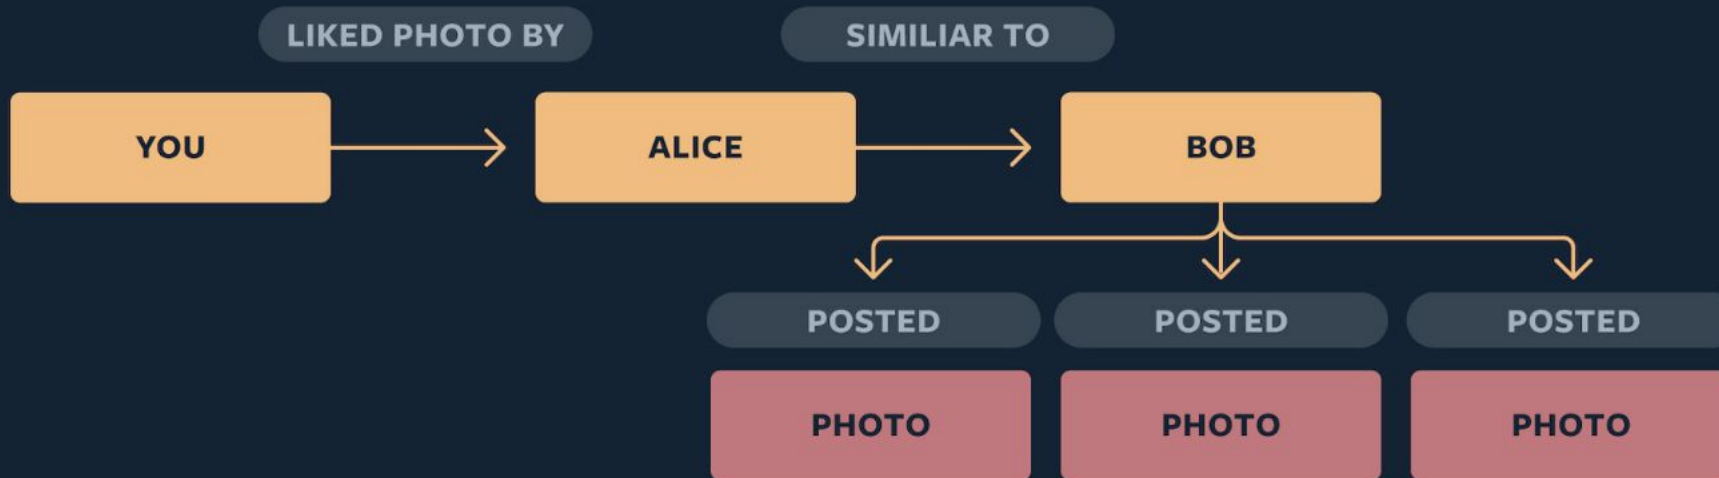 LIKED PHOTO BY
SIMILIAR TO
YOU
ALICE
BOB
POSTED
POSTED
POSTED
PHOTO
PHOTO
PHOTO